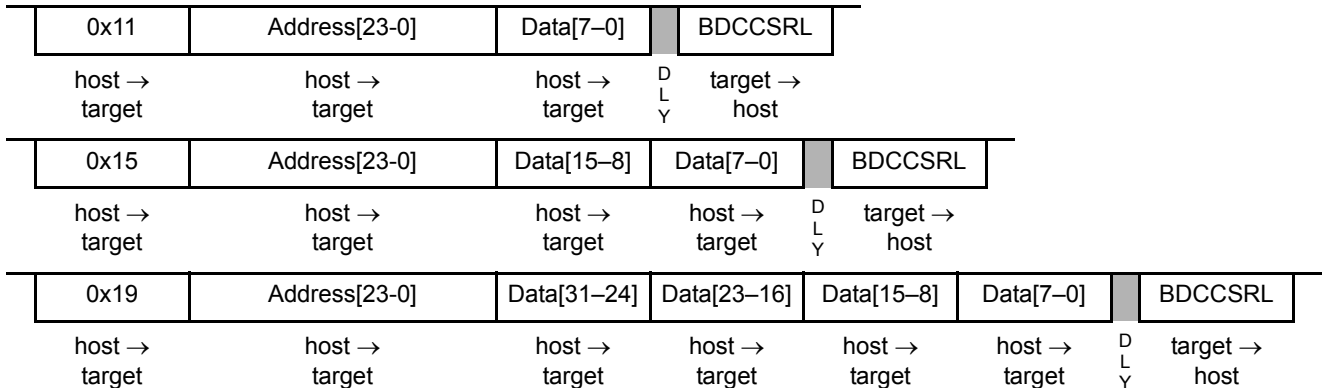 0x11 Address[23-0] Data[7–0] BDCCSRL
host → host → host → D L Y target →
target target target host
0x15 Address[23-0] Data[15–8] Data[7–0] BDCCSRL
host → host → host → host → D L Y target →
target target target target host
0x19 Address[23-0] Data[31–24] Data[23–16] Data[15–8] Data[7–0] BDCCSRL
host → host → host → host → host → host → D L Y target →
target target target target target target host